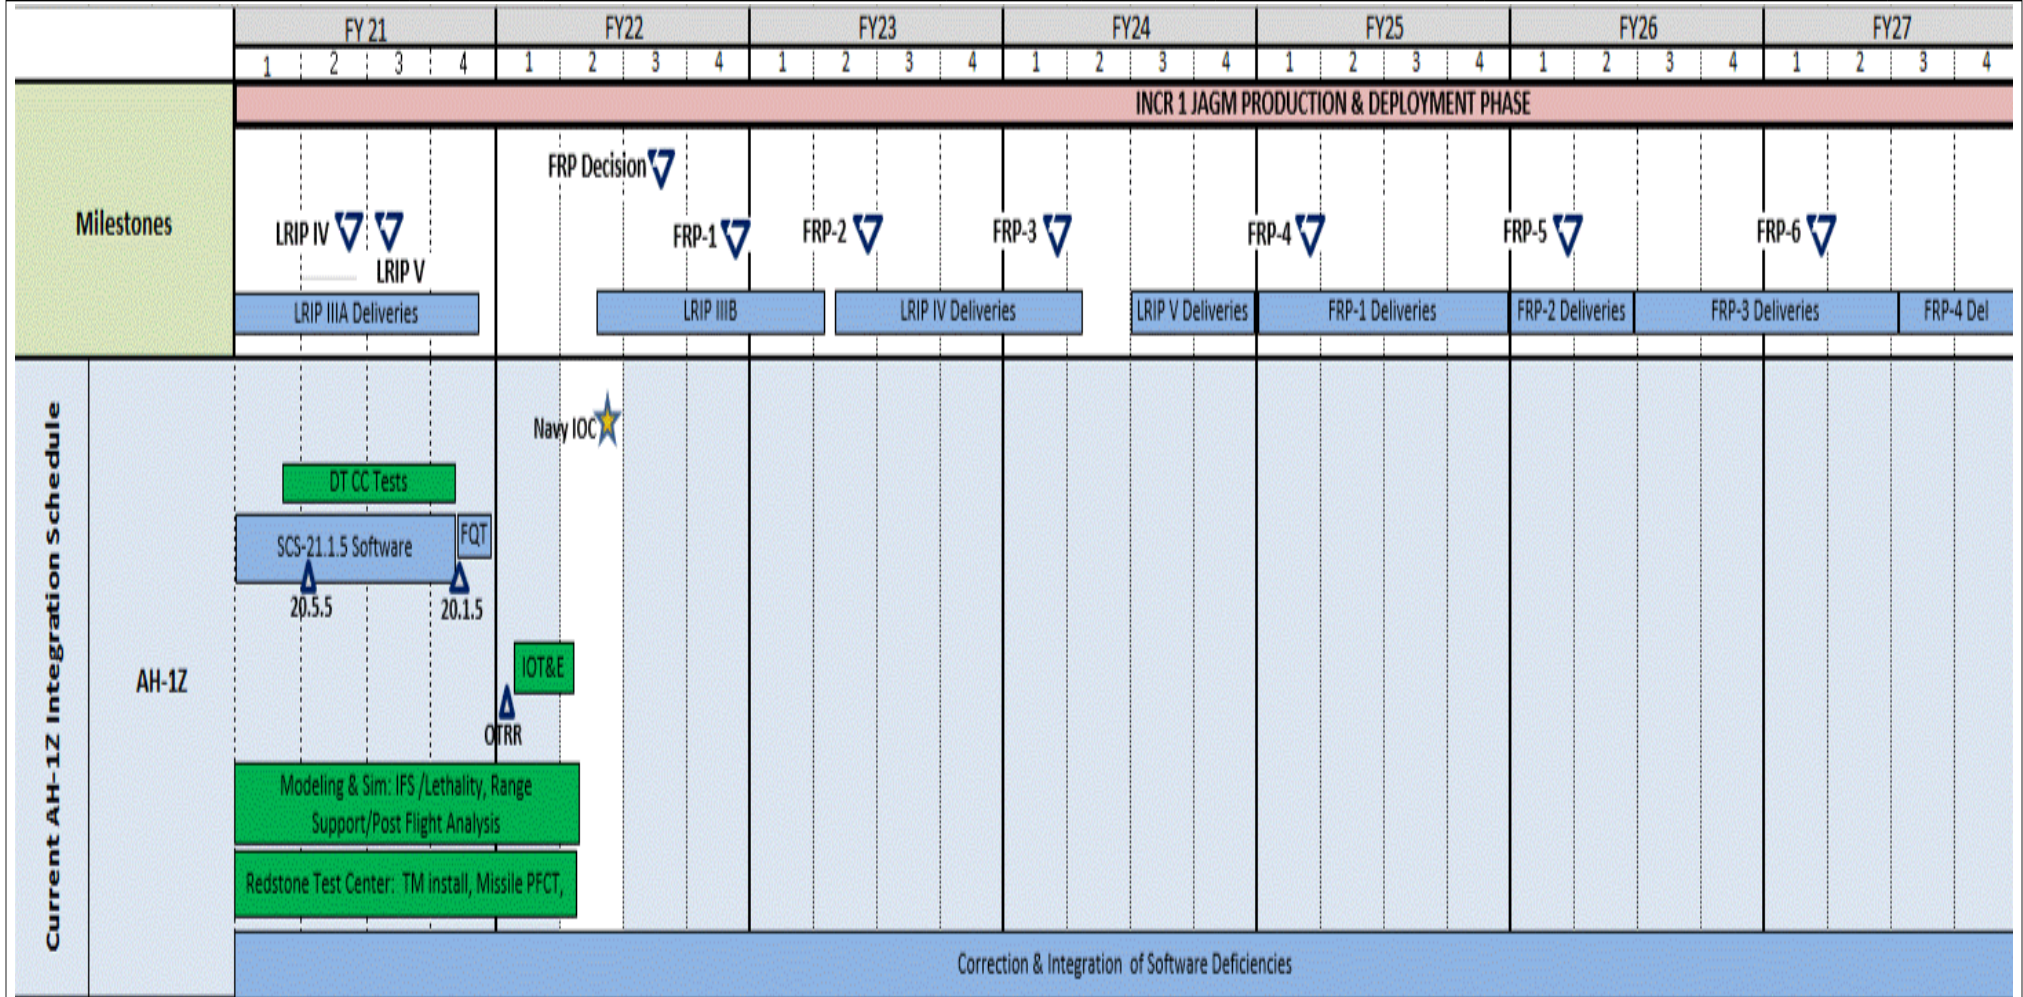 FY 21 FY22 FY23 FY24 FY25 FY26 FY27
1 2 3 4 1 2 3 4 1 2 3 4 1 2 3 4 1 2 3 4 1 2 3 4 1 2 3 4
INCR 1 JAGM PRODUCTION & DEPLOYMENT PHASE
Milestones
FRP Decision
LRIP IV
LRIP V
FRP-1
FRP-2
FRP-3
FRP-4
FRP-5
FRP-6
LRIP IIIA Deliveries
LRIP IIIB
LRIP IV Deliveries
LRIP V Deliveries
FRP-1 Deliveries
FRP-2 Deliveries
FRP-3 Deliveries
FRP-4 Del
Current AH-1Z Integration Schedule
AH-1Z
Navy IOC
DT CC Tests
SCS-21.1.5 Software
FQT
20.5.5
20.1.5
IOT&E
OTRR
Modeling & Sim: IFS /Lethality, Range
Support/Post Flight Analysis
Redstone Test Center: TM install, Missile PFCT,
Correction & Integration of Software Deficiencies